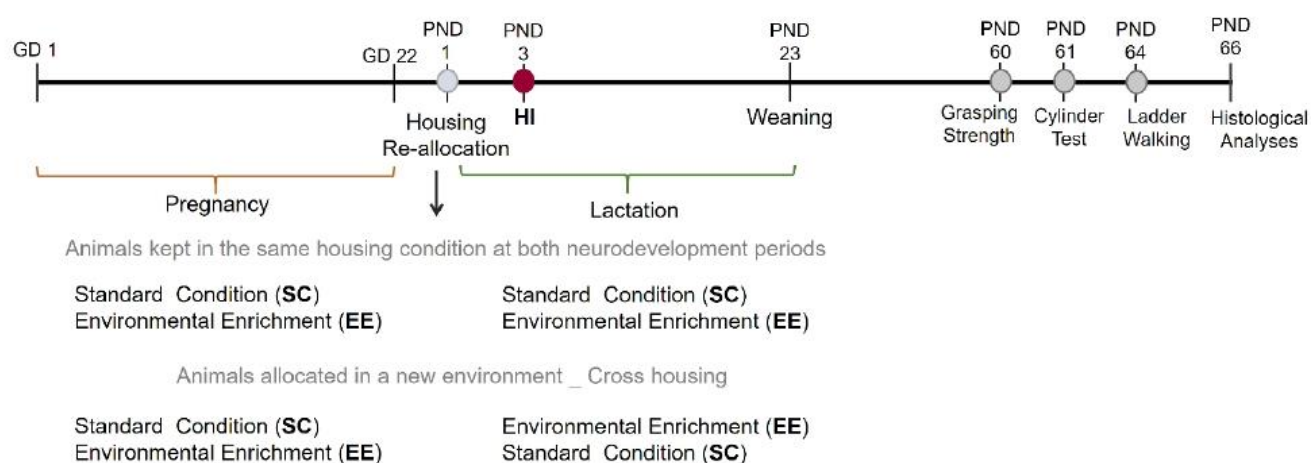 GD 1
GD 22
PND
1
PND
3
PND
23
PND
60
PND
61
PND
64
PND
66
Housing
Re-allocation
HI
Weaning
Grasping
Strength
Cylinder
Test
Ladder
Walking
Histological
Analyses
Pregnancy
Lactation
Animals kept in the same housing condition at both neurodevelopment periods
Standard Condition (SC) Standard Condition (SC)
Environmental Enrichment (EE) Environmental Enrichment (EE)
Animals allocated in a new environment _ Cross housing
Standard Condition (SC) Environmental Enrichment (EE)
Environmental Enrichment (EE) Standard Condition (SC)